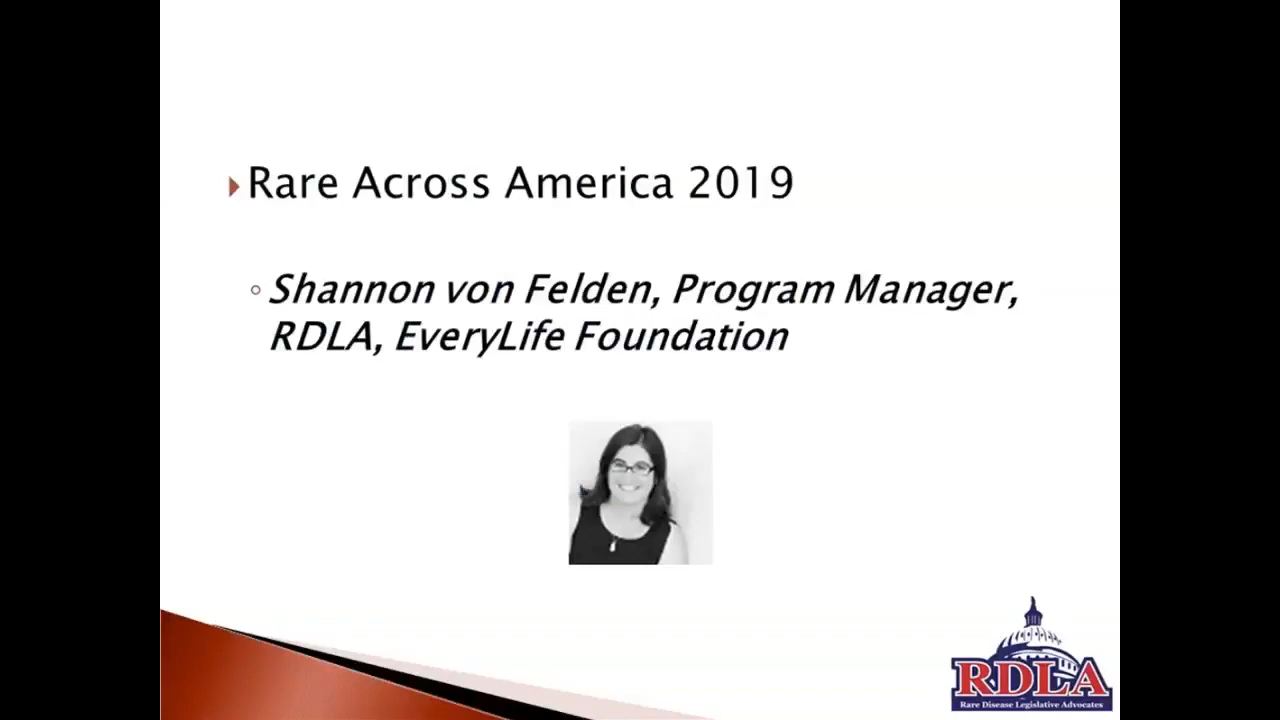 Rare Across America 2019
Shannon von Felden, Program Manager,
RDLA, EveryLife Foundation
RDLA
Rare Disease Legislative Advocates